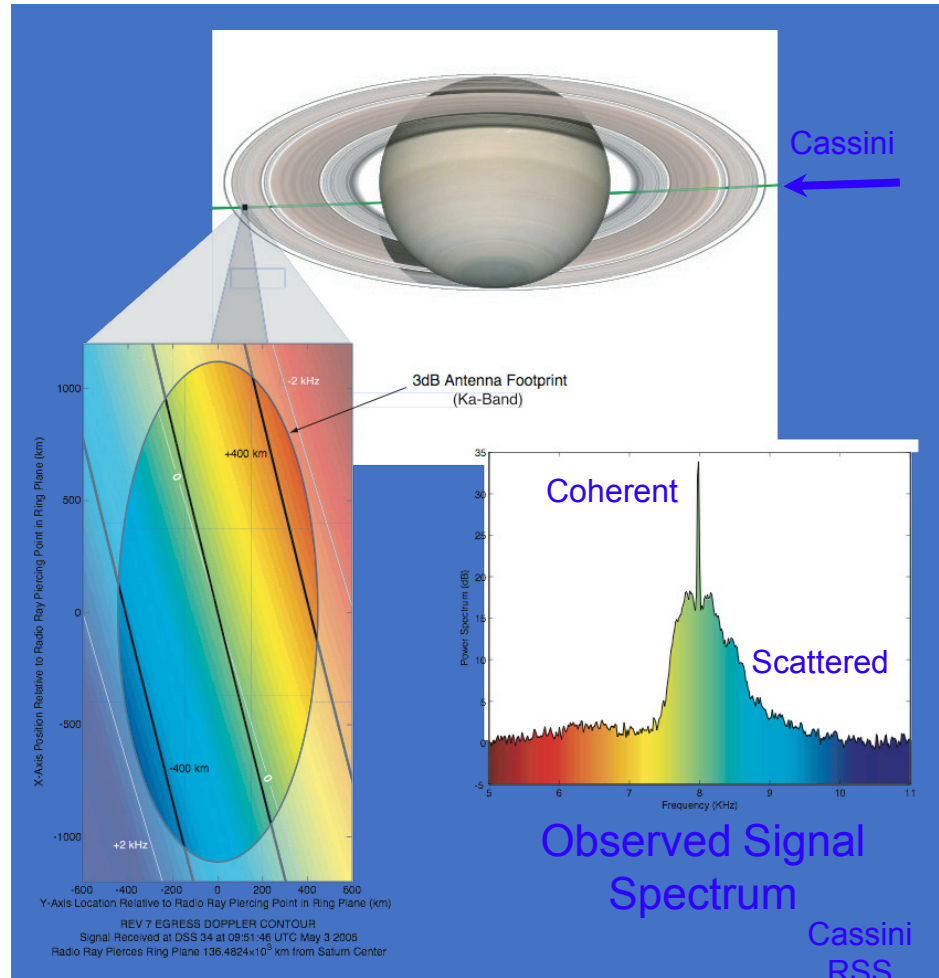 Cassini
3dB Antenna Footprint
(Ka-Band)
X-Axis Position Relative to Radio Ray Piercing Point in Ring Plane (km)
1000
500
0
-500
-1000
-2 kHz
+400 km
0
-400 km
0
+2 kHz
-600 -400 -200 0 200 400 600
Y-Axis Location Relative to Radio Ray Piercing Point in Ring Plane (km)
REV 7 EGRESS DOPPLER CONTOUR
Signal Received at DSS 34 at 09:51:46 UTC May 3 2005
Radio Ray Pierces Ring Plane 136.4824x10³ km from Saturn Center
Power Spectrum (dB)
35
30
25
20
15
10
5
0
-5
Coherent
Scattered
5 6 7 8 9 10 11
Frequency (KHz)
Observed Signal
Spectrum
Cassini
RSS